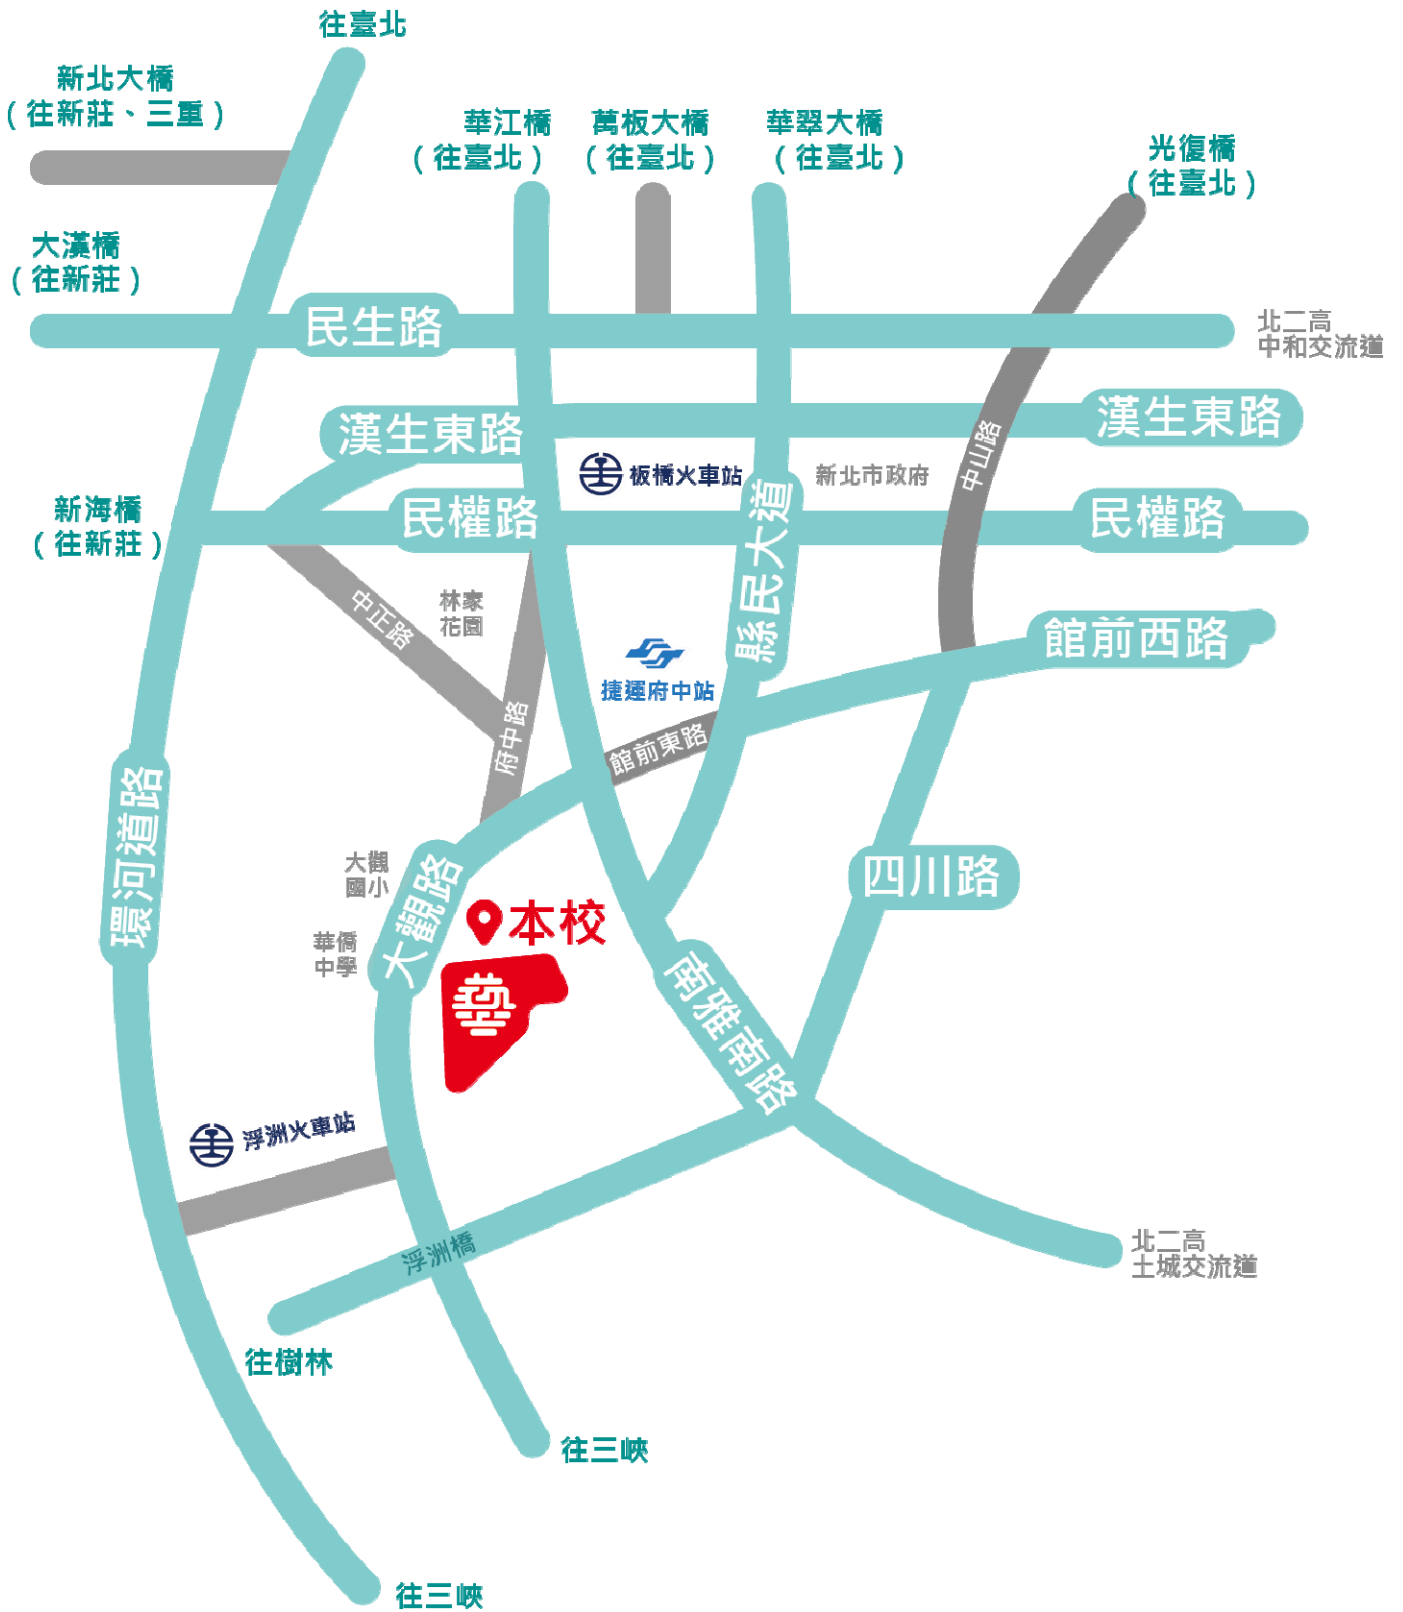 往臺北
新北大橋
（往新莊、三重）
華江橋
（往臺北）
萬板大橋
（往臺北）
華翠大橋
（往臺北）
光復橋
（往臺北）
大漢橋
（往新莊）
民生路
北二高
中和交流道
漢生東路
漢生東路
中山路
板橋火車站
新北市政府
新海橋
（往新莊）
民權路
民權路
縣民大道
中正路
林家
花園
館前西路
捷運府中站
府中路
館前東路
環河道路
大觀
國小
大觀路
四川路
本校
華僑
中學
藝
南雅南路
浮洲火車站
浮洲橋
北二高
土城交流道
往樹林
往三峽
往三峽